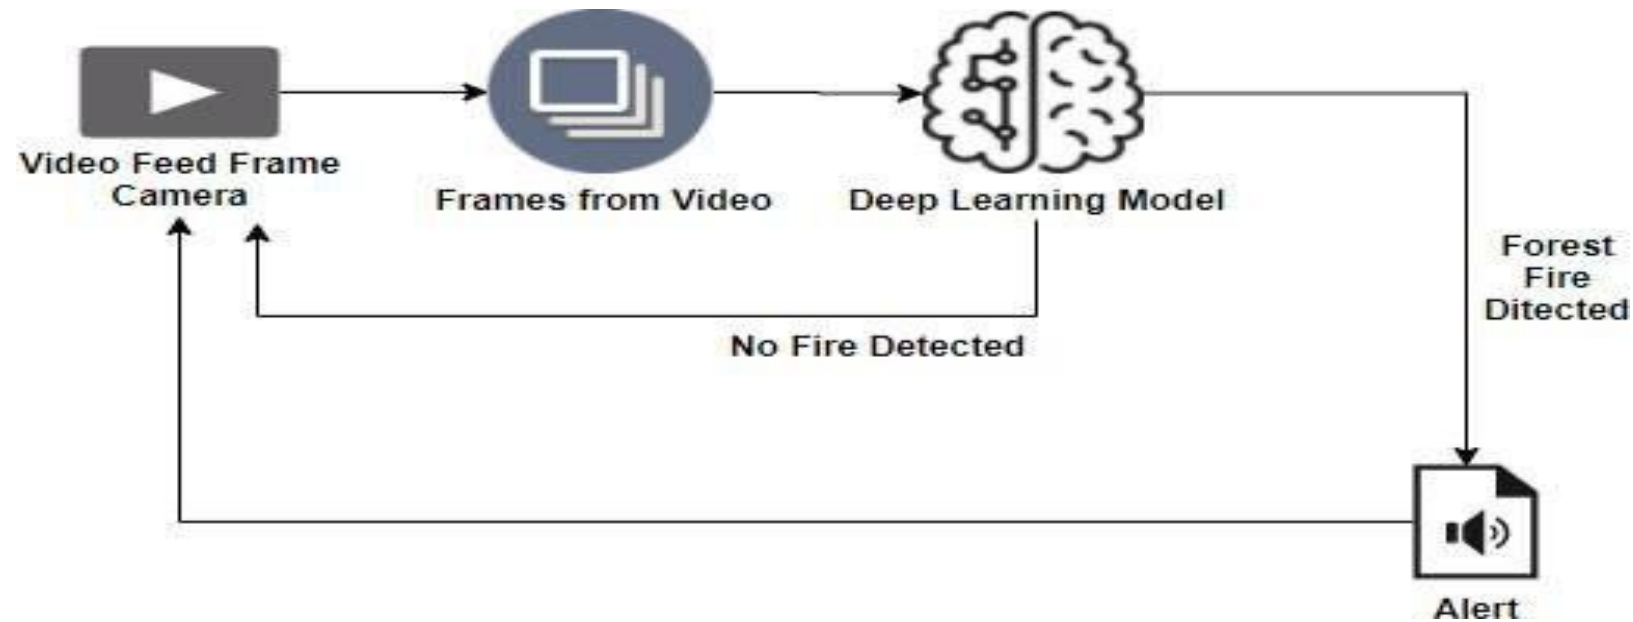 Video Feed Frame
Camera
Frames from Video
Deep Learning Model
Forest
Fire
Ditected
No Fire Detected
Alert